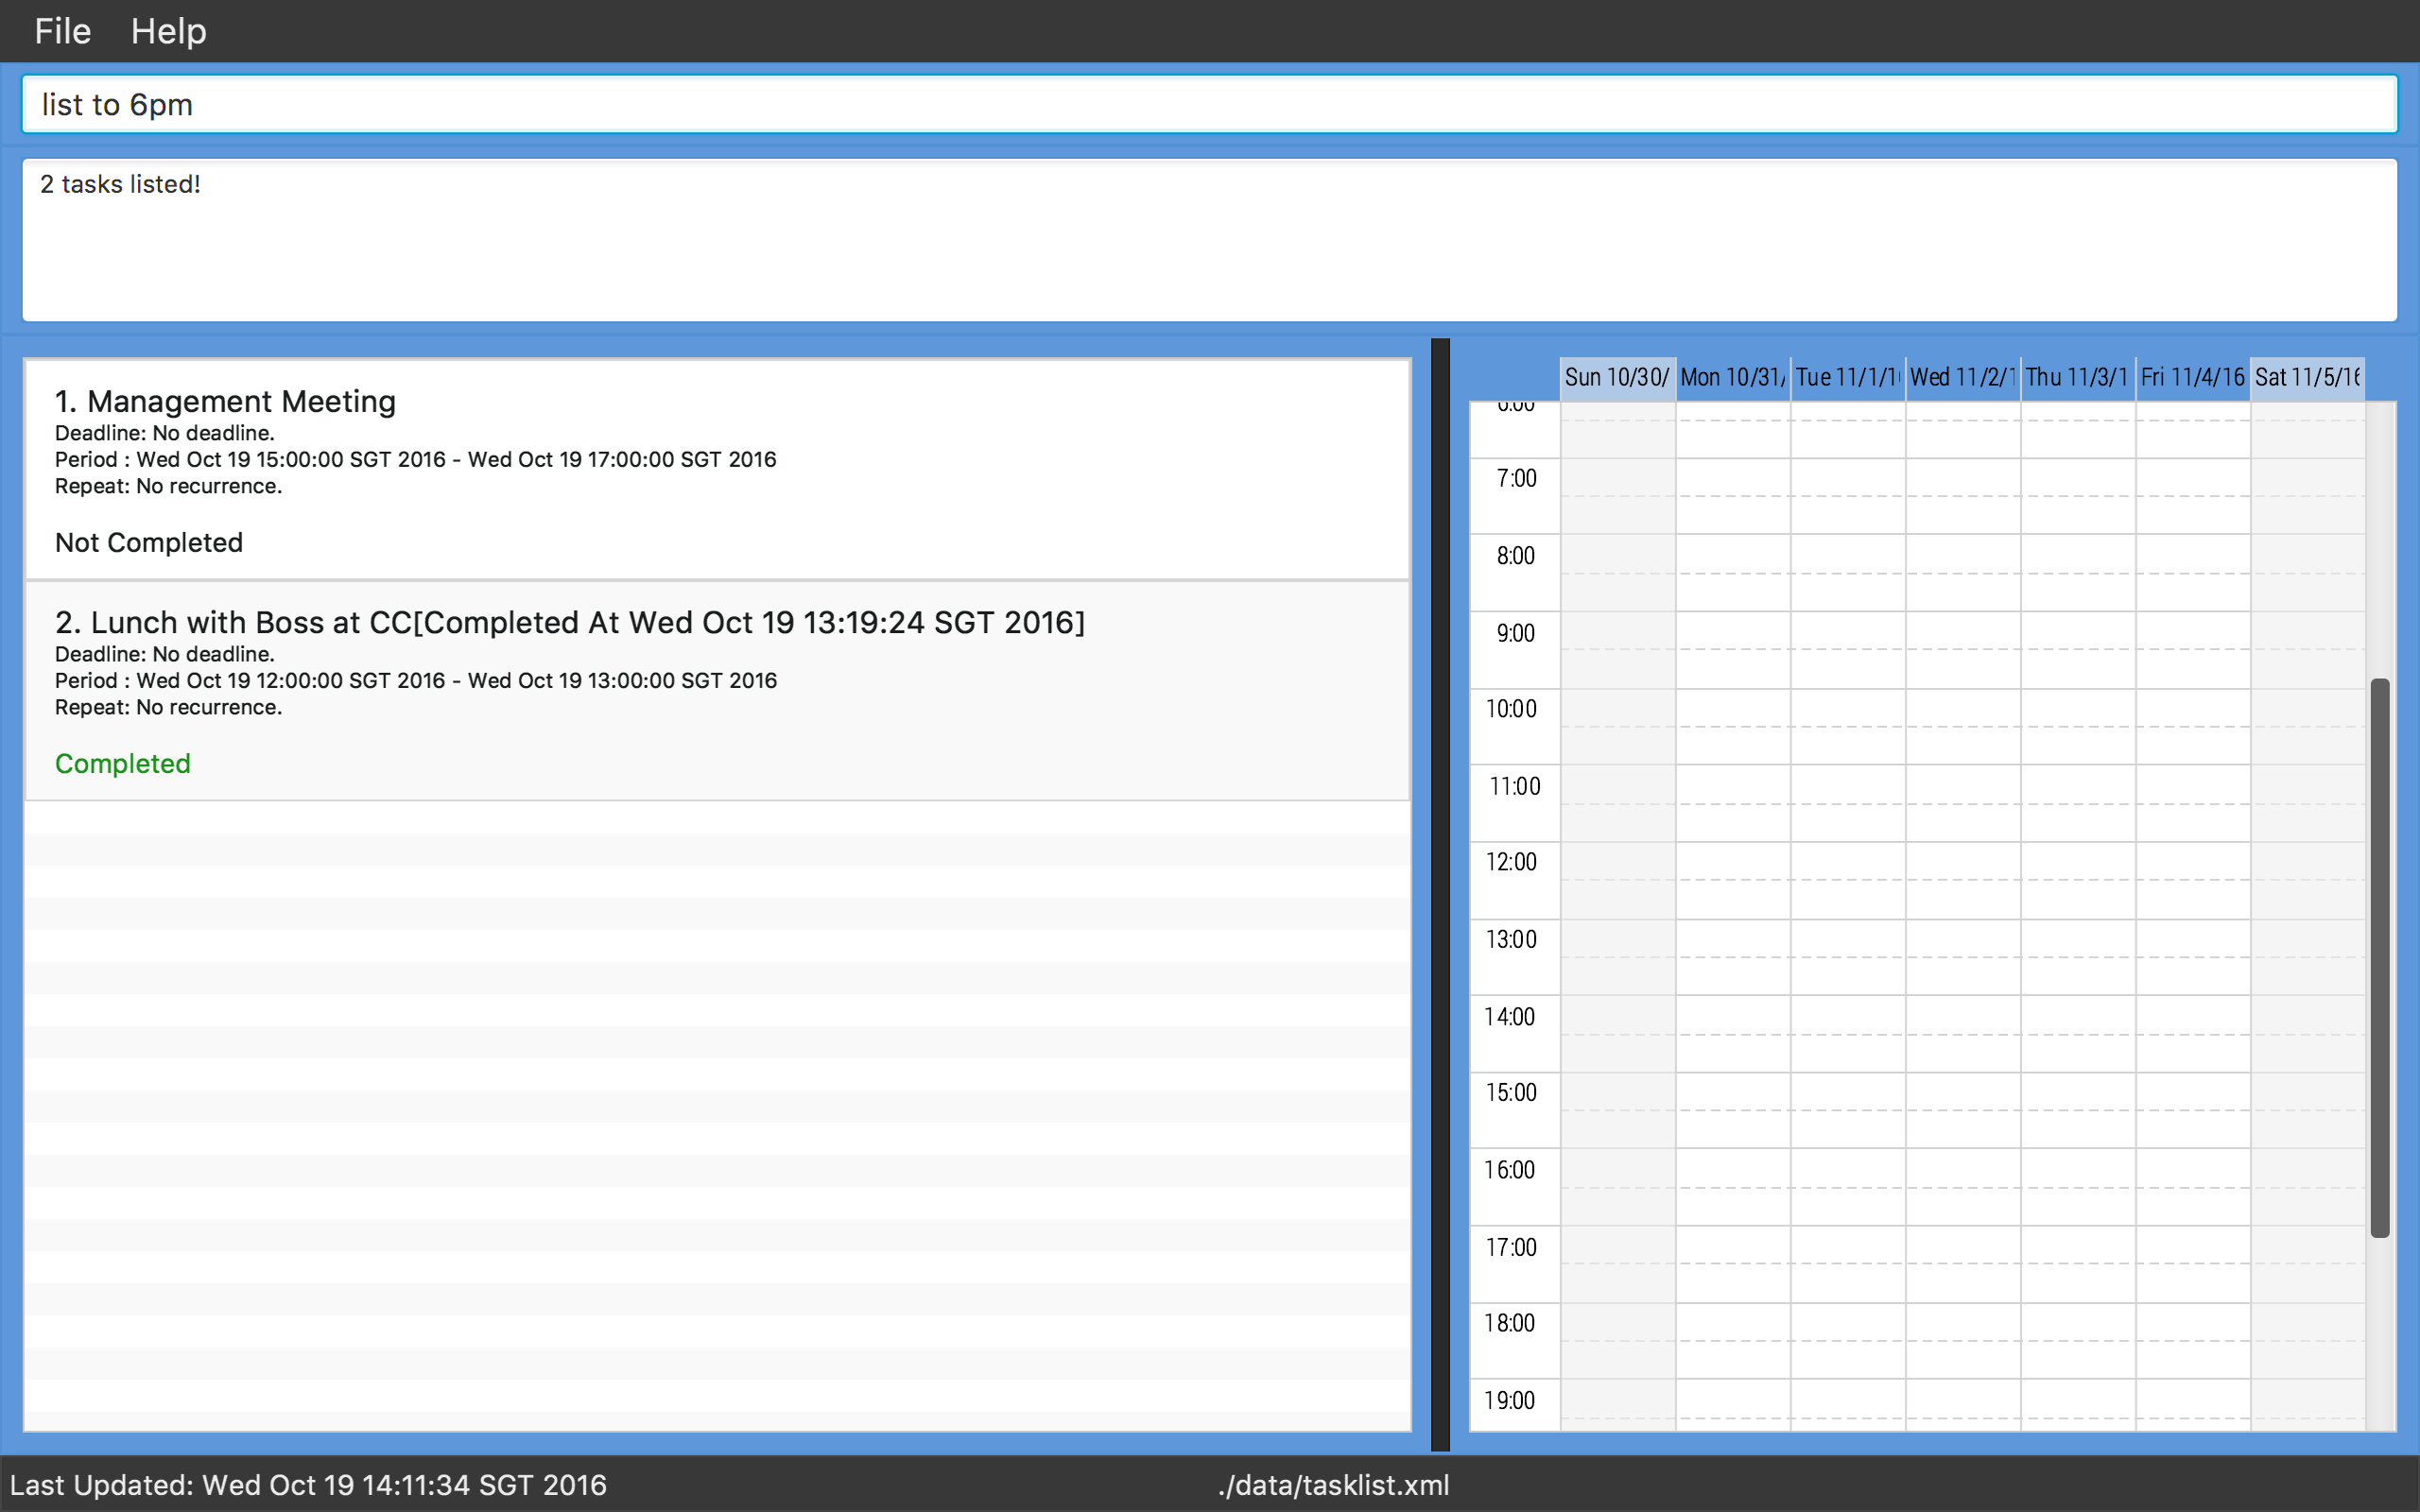 File Help
list to 6pm
2 tasks listed!
1. Management Meeting
Deadline: No deadline.
Period : Wed Oct 19 15:00:00 SGT 2016 - Wed Oct 19 17:00:00 SGT 2016
Repeat: No recurrence.
Not Completed
2. Lunch with Boss at CC[Completed At Wed Oct 19 13:19:24 SGT 2016]
Deadline: No deadline.
Period : Wed Oct 19 12:00:00 SGT 2016 - Wed Oct 19 13:00:00 SGT 2016
Repeat: No recurrence.
Completed
Sun 10/30/ Mon 10/31/ Tue 11/1/1 Wed 11/2/1 Thu 11/3/1 Fri 11/4/16 Sat 11/5/16
7:00
8:00
9:00
10:00
11:00
12:00
13:00
14:00
15:00
16:00
17:00
18:00
19:00
Last Updated: Wed Oct 19 14:11:34 SGT 2016 ./data/tasklist.xml